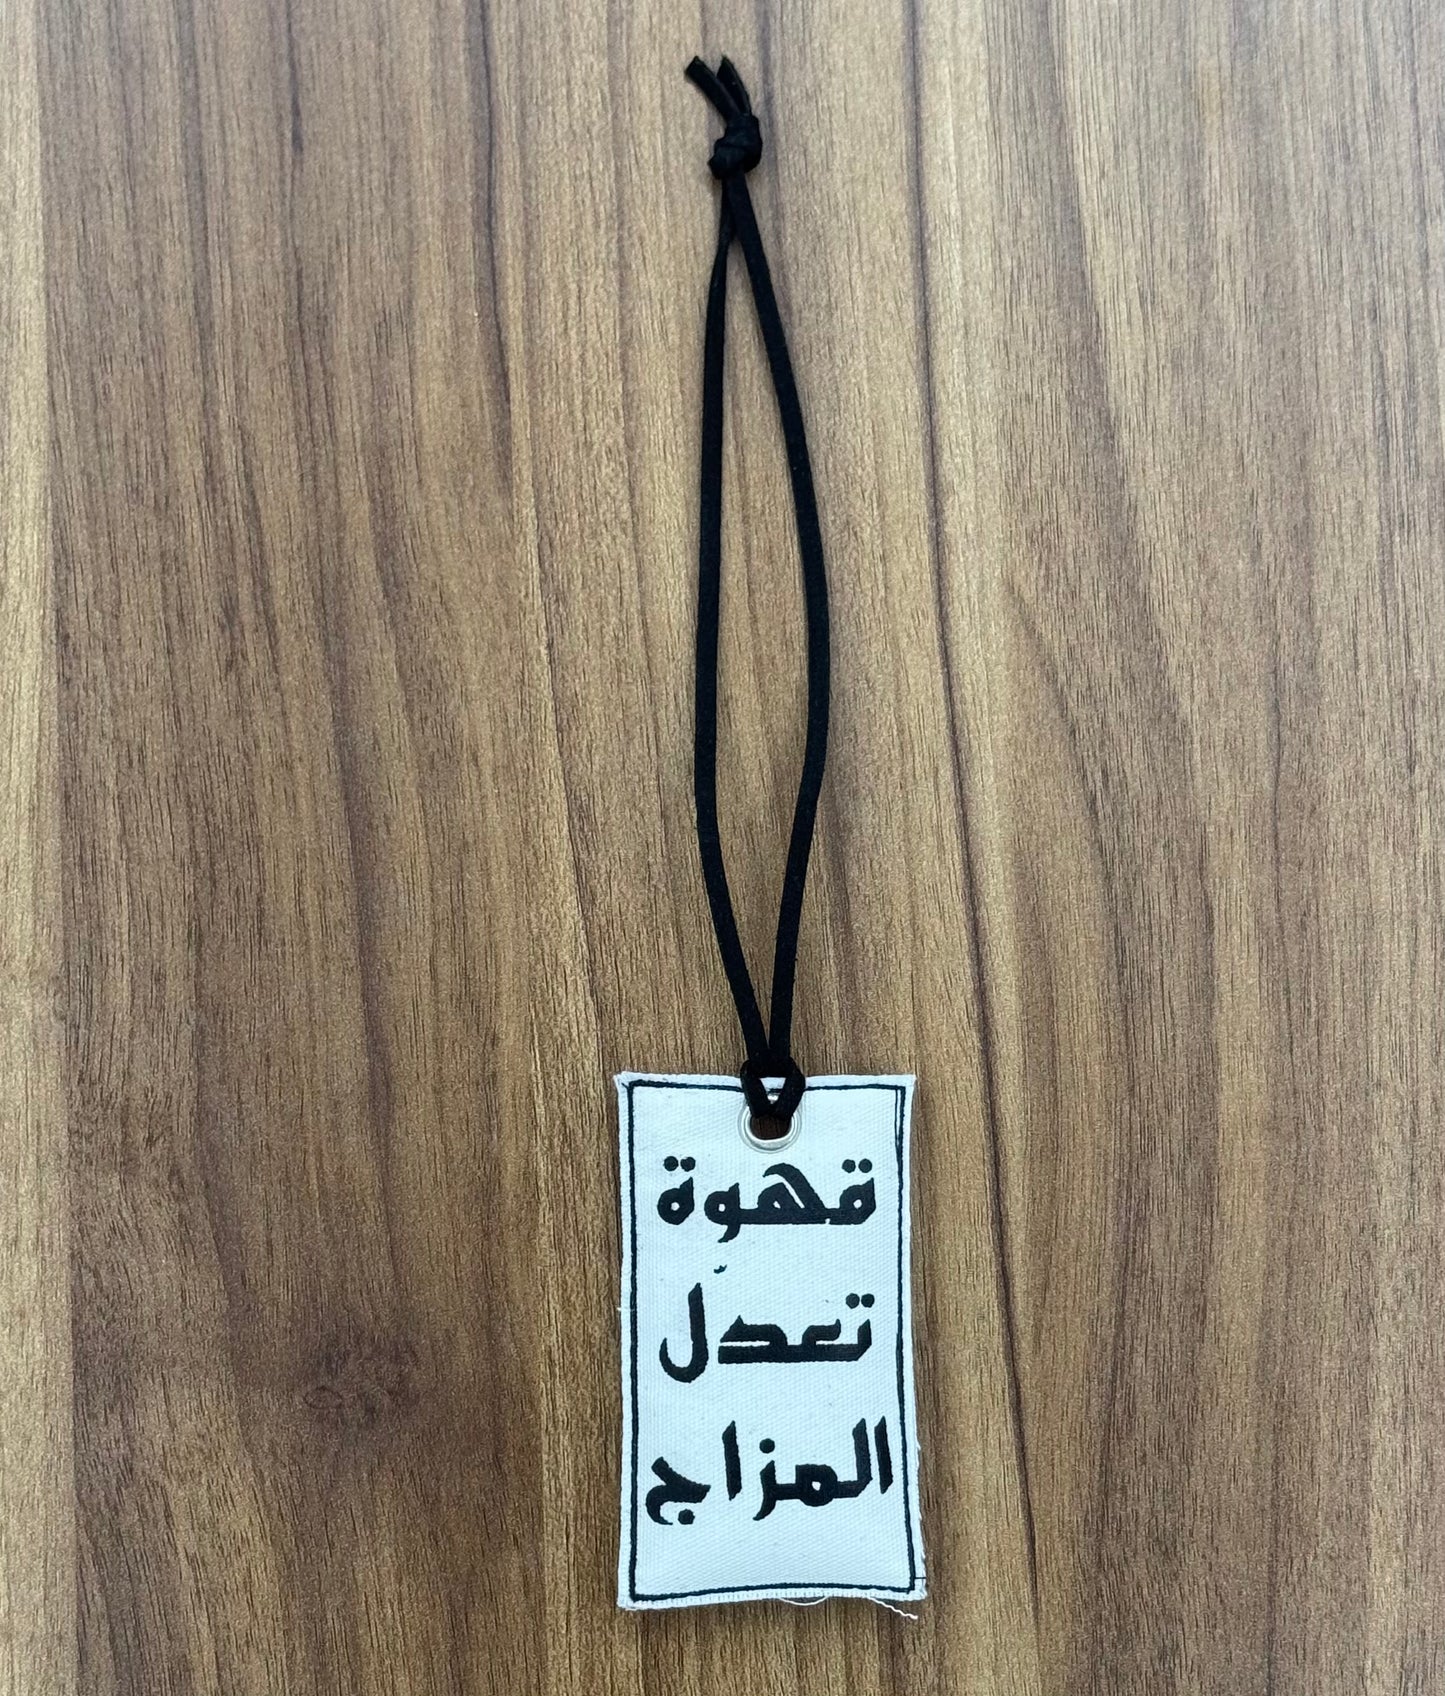 قهوة
تعدّل
المزاج